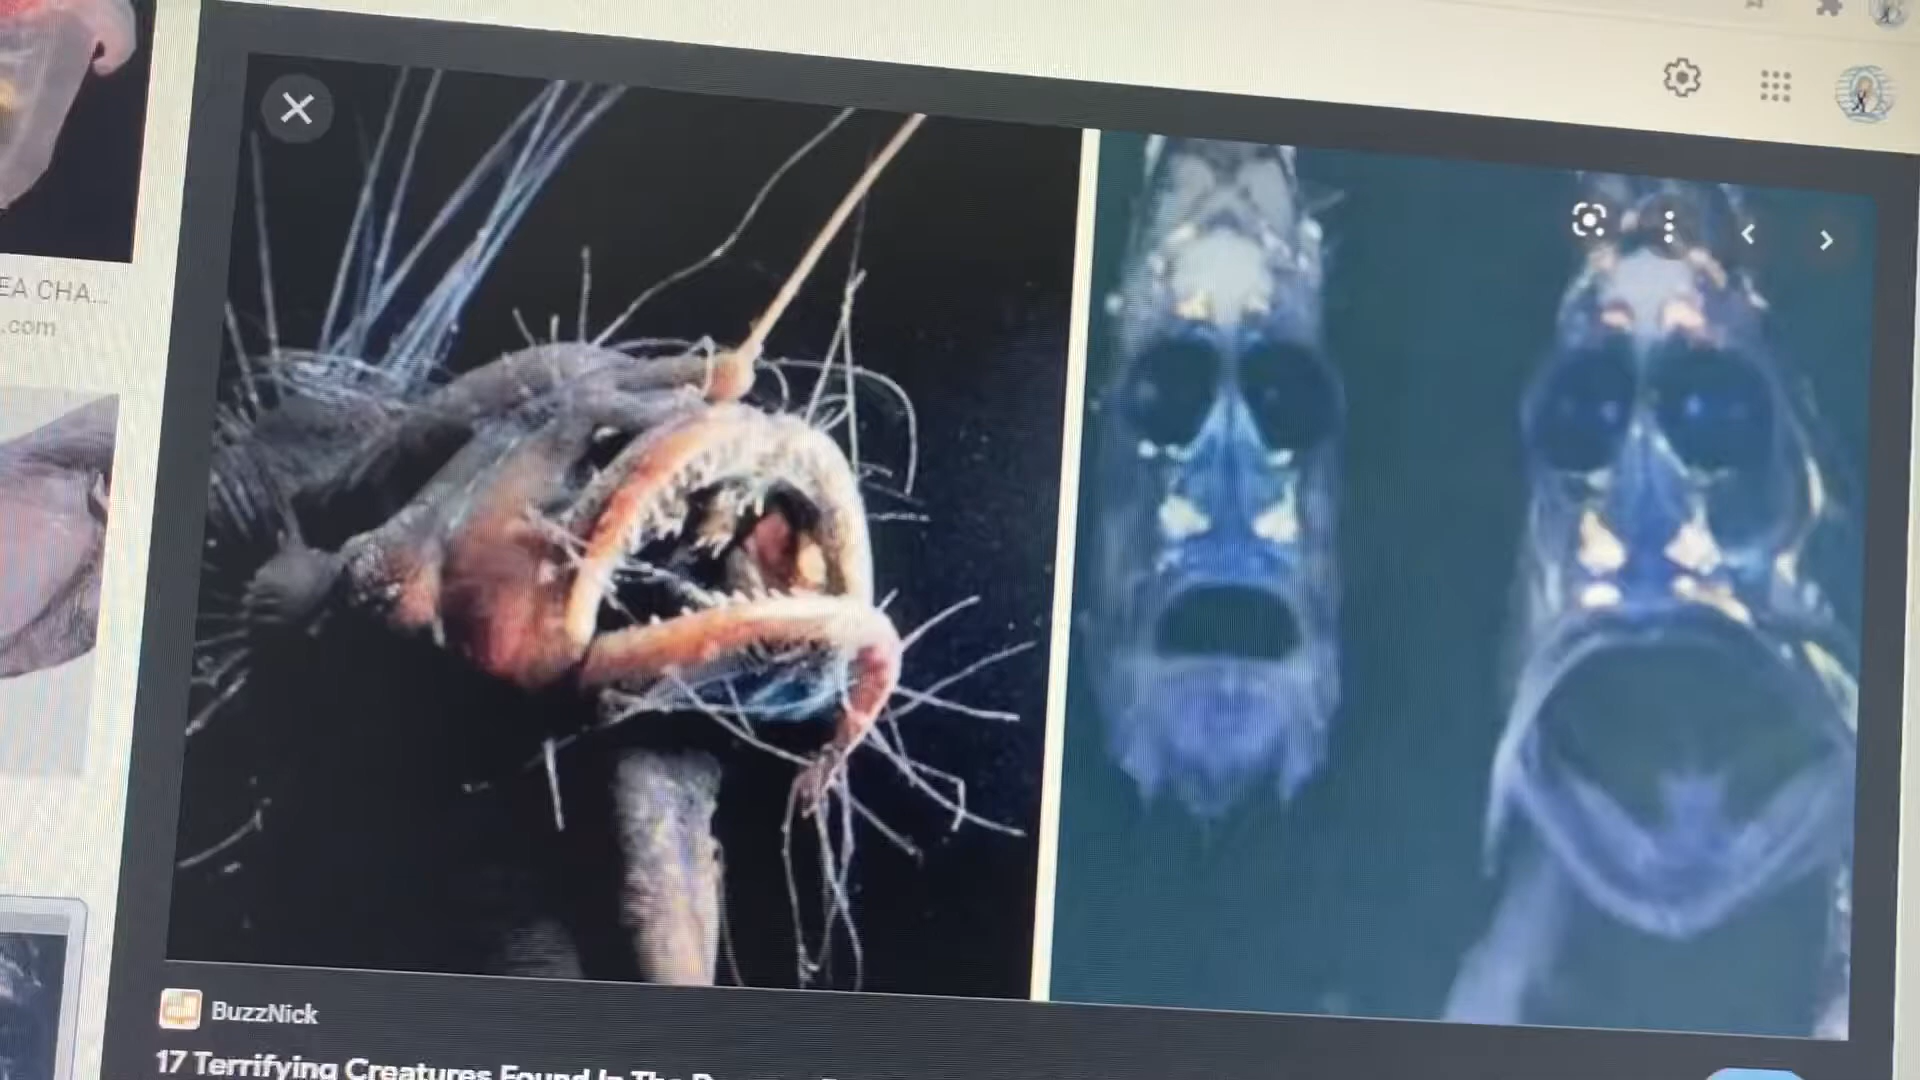 EA CHA...
.com
BuzzNick
17 Terrifying Creatures Found In The